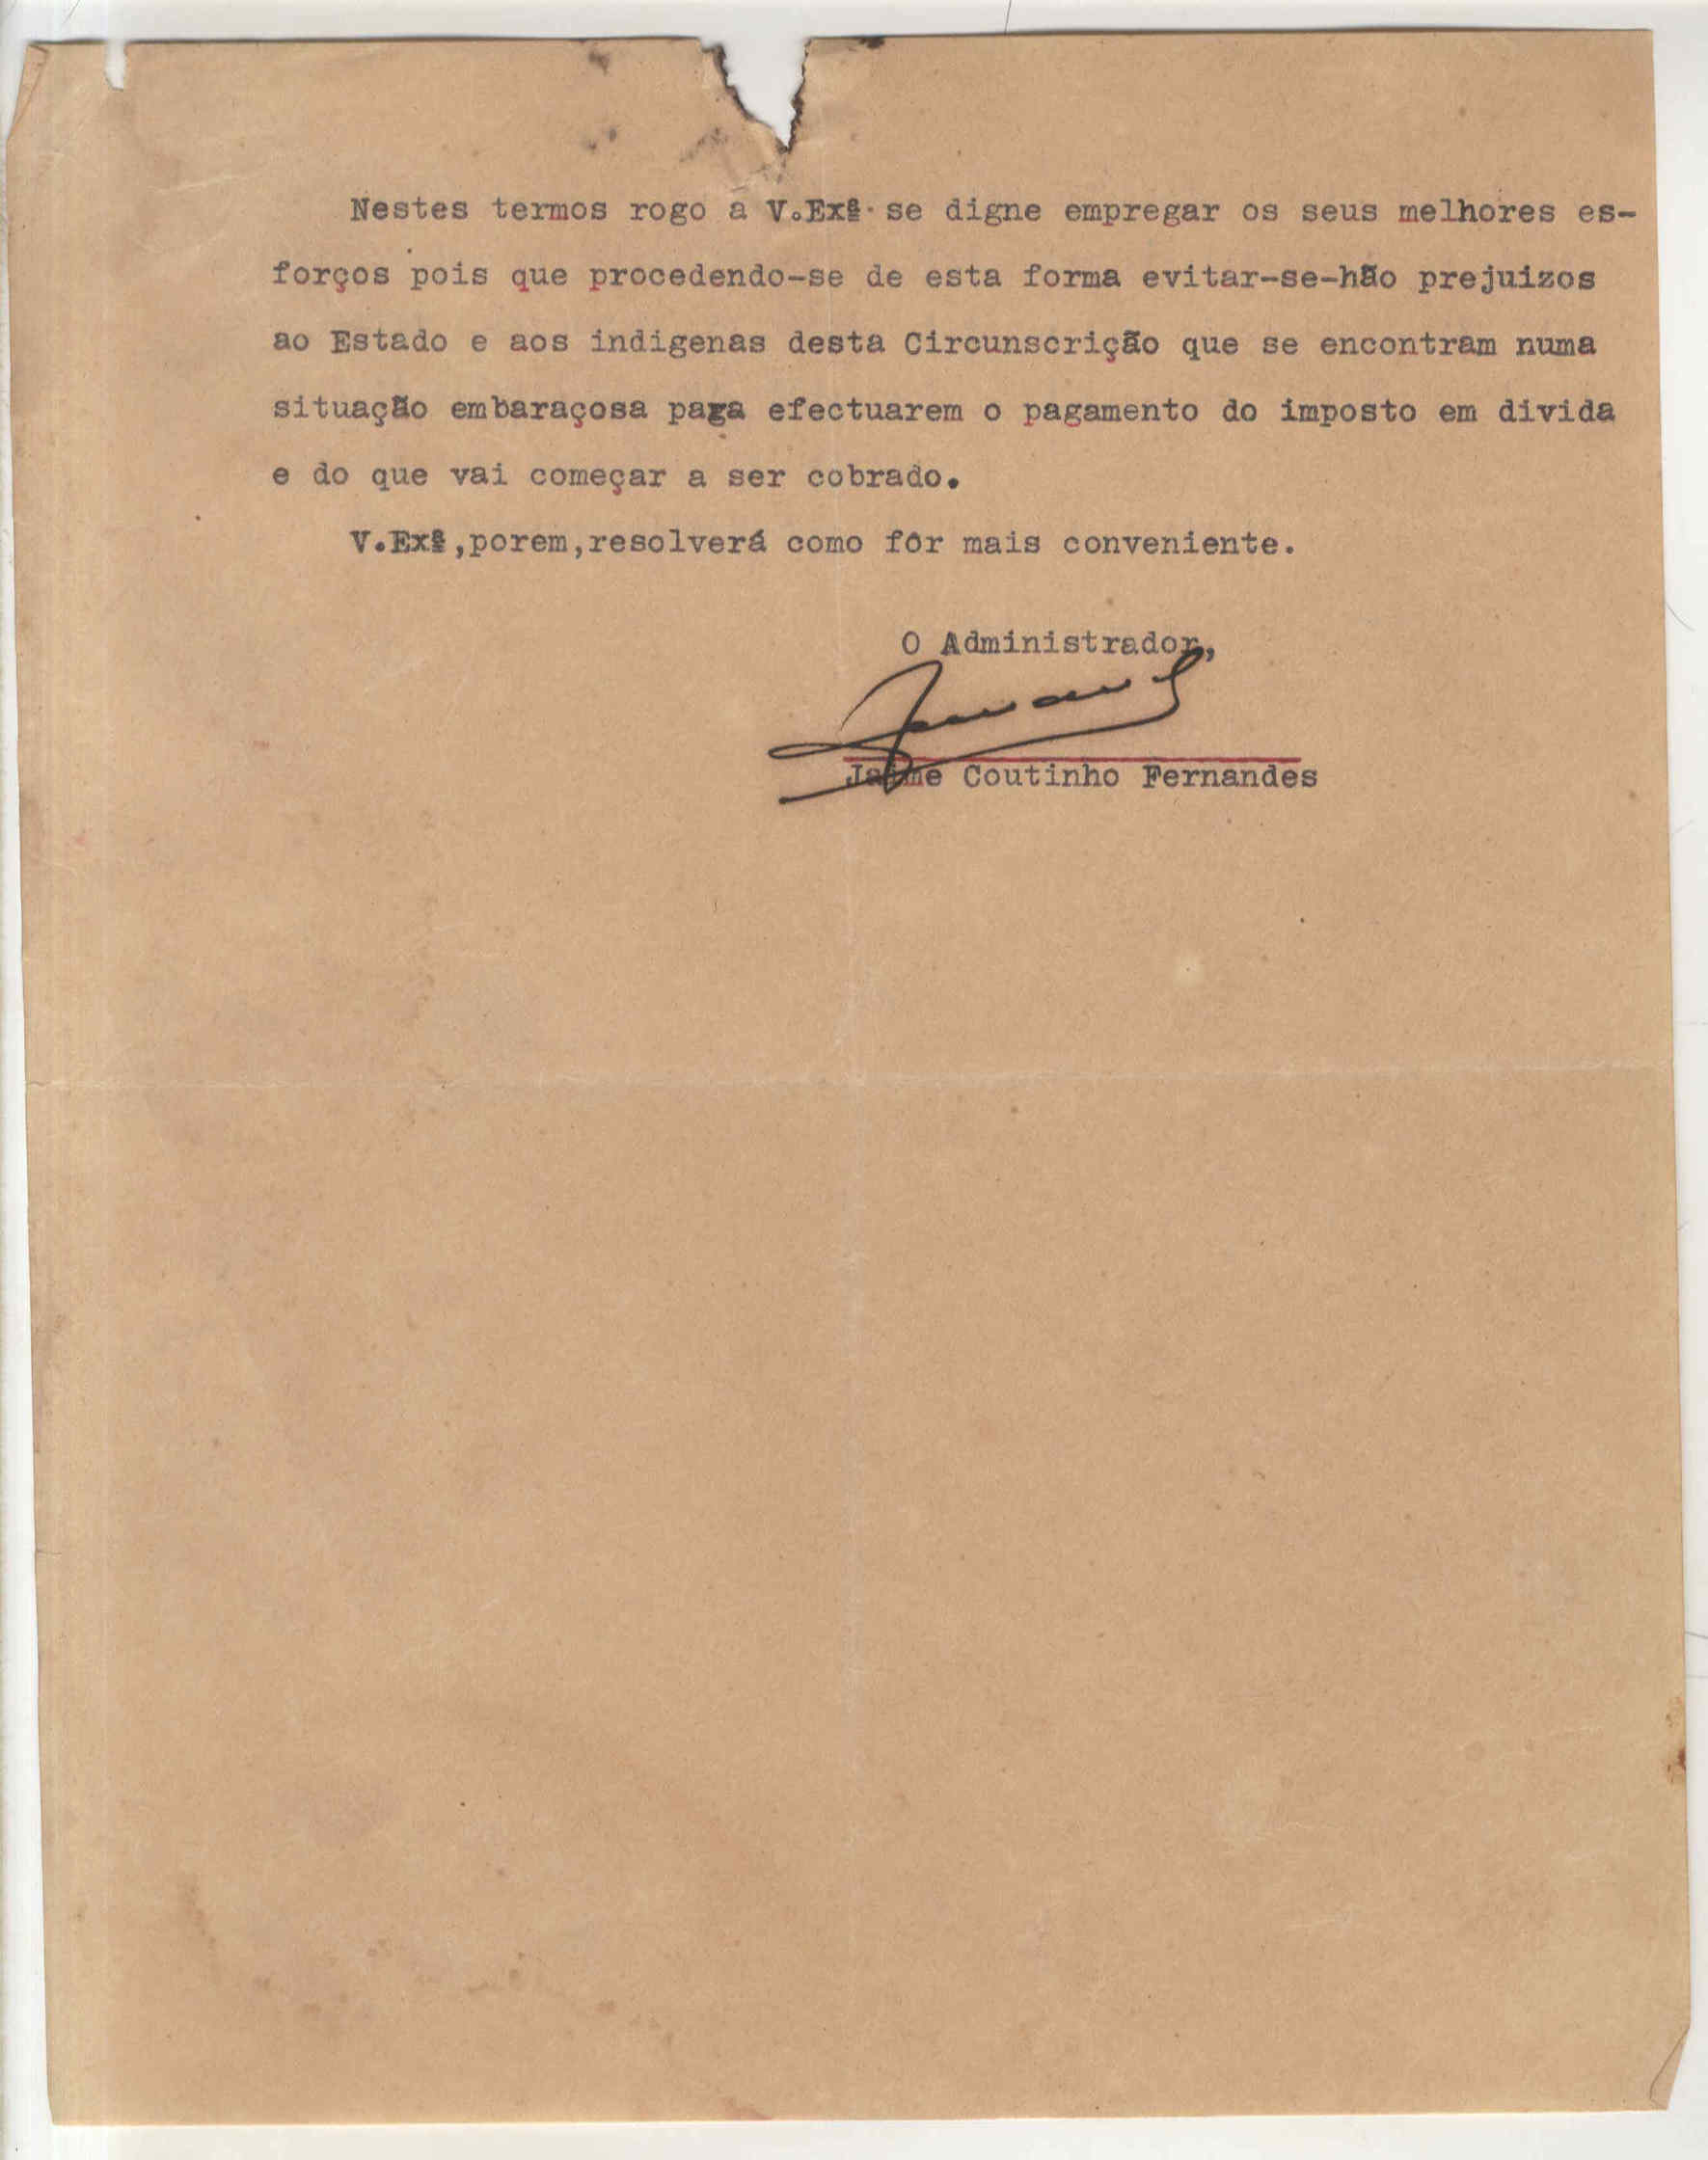 Nestes termos rogo a V.Exª. se digne empregar os seus melhores es-
forços pois que procedendo-se de esta forma evitar-se-hão prejuizos
ao Estado e aos indigenas desta Circunscrição que se encontram numa
situação embaraçosa para efectuarem o pagamento do imposto em divida
e do que vai começar a ser cobrado.
V.Exª,porem,resolverá como fôr mais conveniente.
O Administrador,
Jaime Coutinho Fernandes